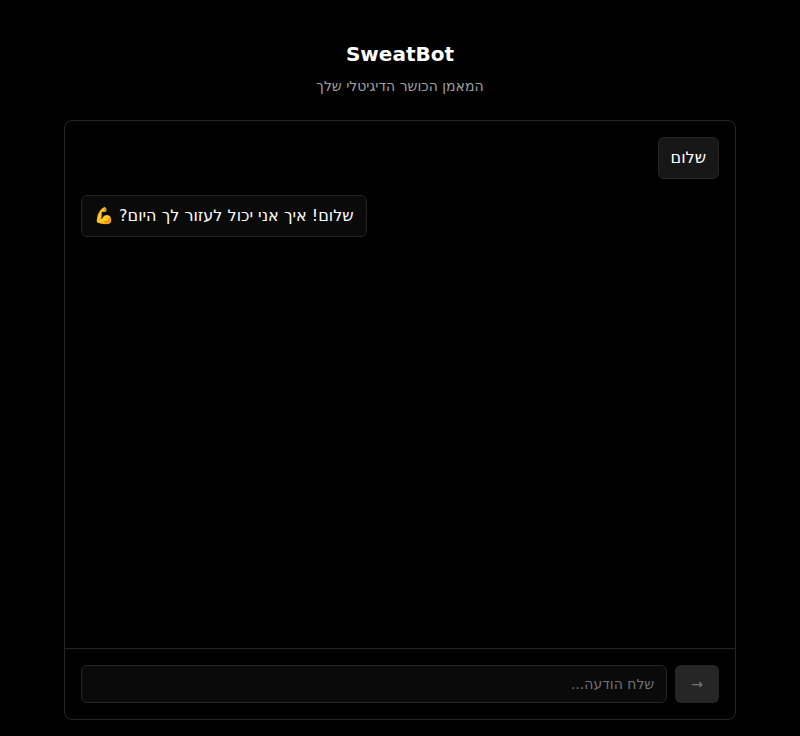 SweatBot
המאמן הכושר הדיגיטלי שלך
שלום
שלום! איך אני יכול לעזור לך היום? 💪
שלח הודעה...
→